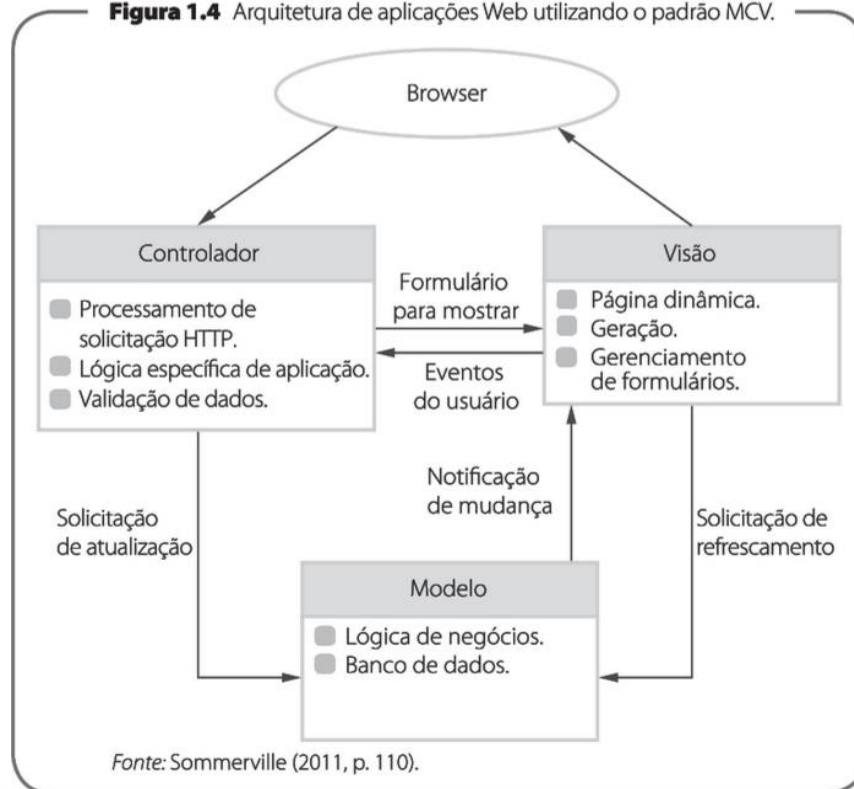 Figura 1.4 Arquitetura de aplicações Web utilizando o padrão MCV.
Browser
Controlador
Processamento de
solicitação HTTP.
Lógica específica de aplicação.
Validação de dados.
Formulário
para mostrar
Eventos
do usuário
Visão
Página dinâmica.
Geração.
Gerenciamento
de formulários.
Solicitação
de atualização
Notificação
de mudança
Solicitação de
refrescamento
Modelo
Lógica de negócios.
Banco de dados.
Fonte: Sommerville (2011, p. 110).